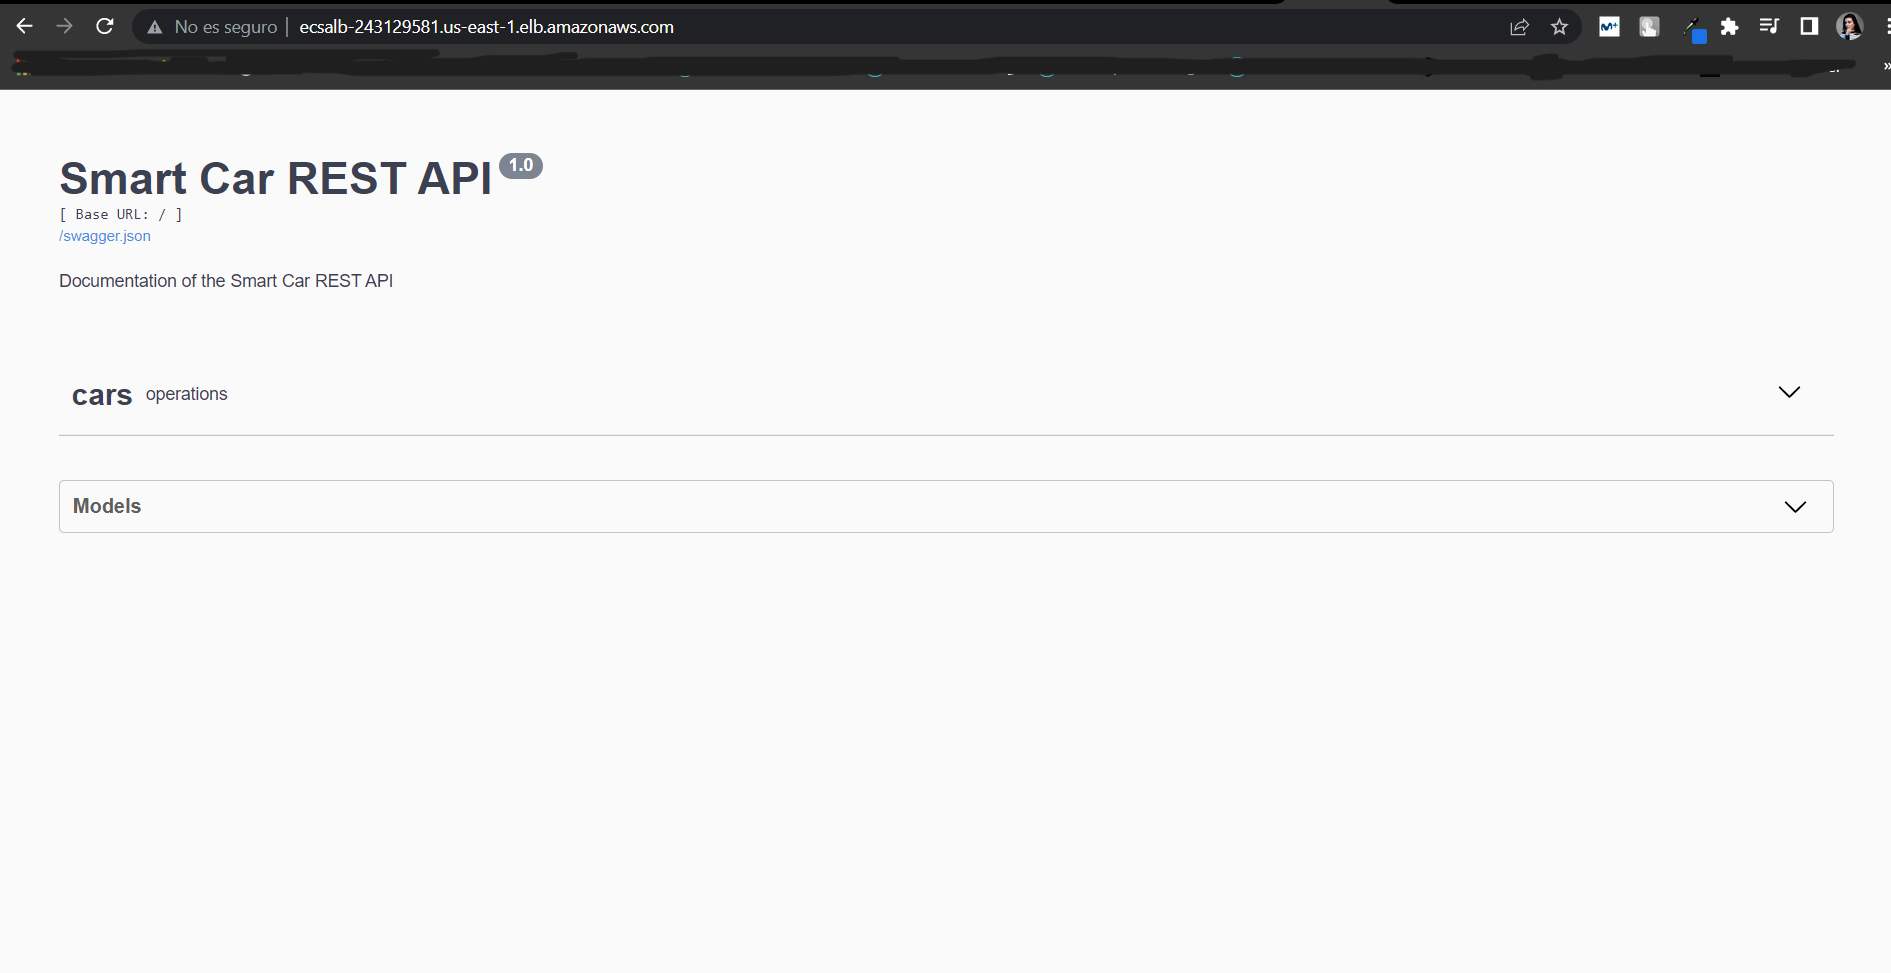 No es seguro | ecsalb-243129581.us-east-1.elb.amazonaws.com
»
Smart Car REST API 1.0
[ Base URL: / ]
/swagger.json
Documentation of the Smart Car REST API
cars operations
Models